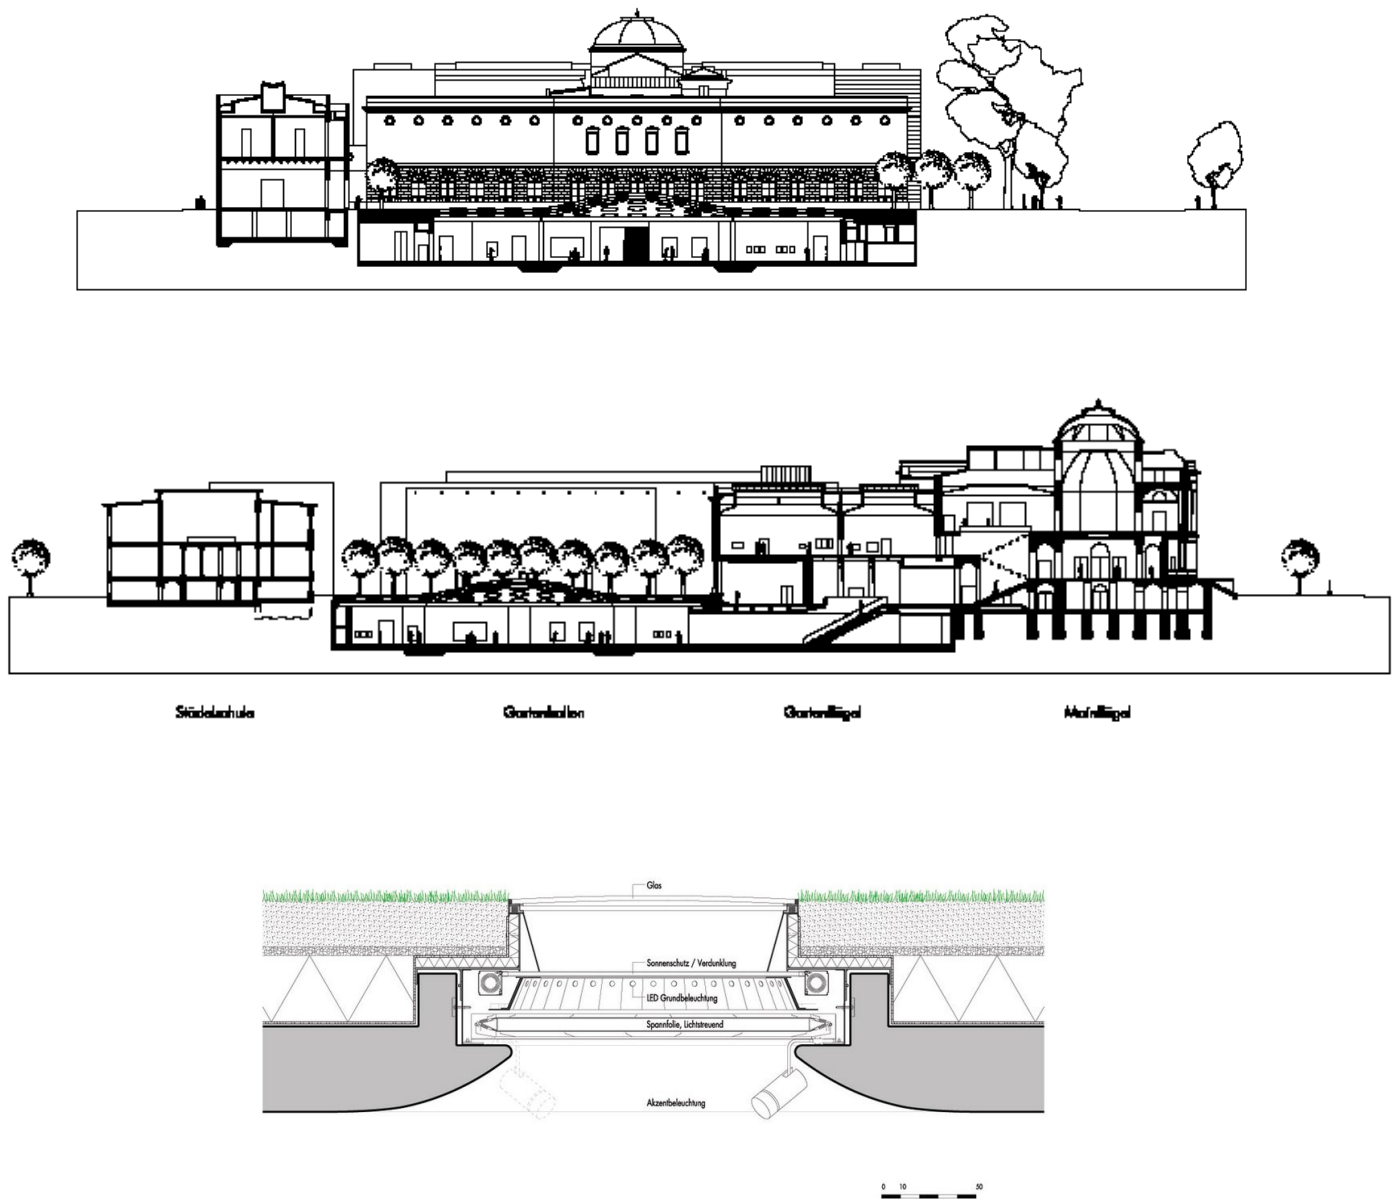 Städelschule
Gartenhallen
Gartenflügel
Mainflügel
Glas
Sonnenschutz / Verdunklung
LED Grundbeleuchtung
Spannfolie, Lichtstreuend
Akzentbeleuchtung
0 10 50